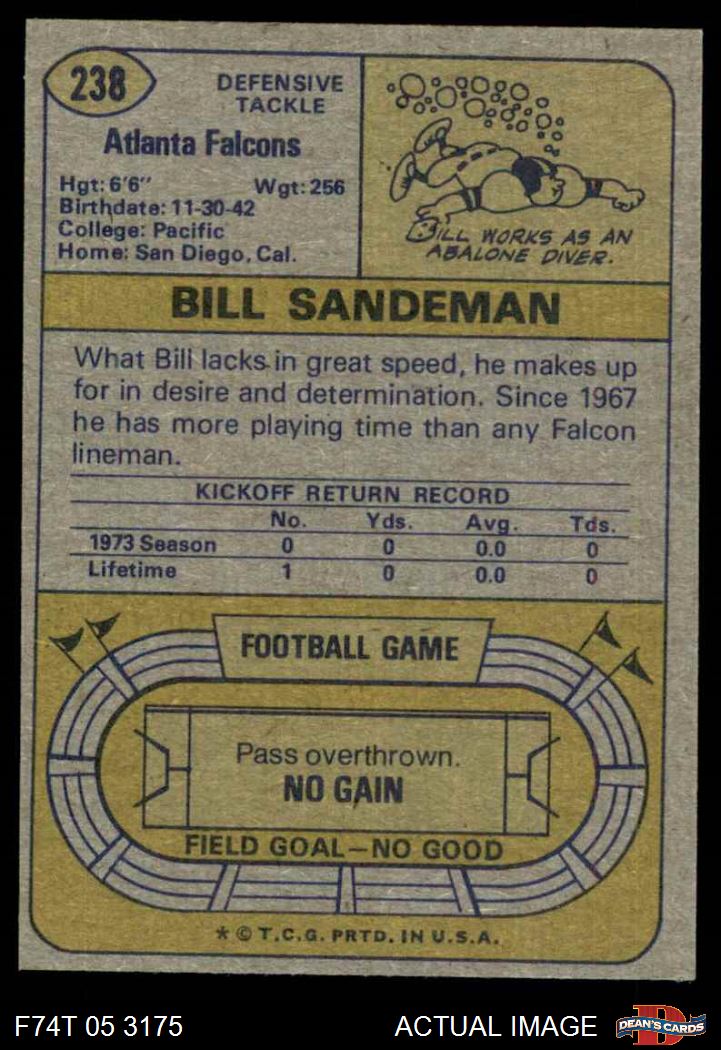 238
DEFENSIVE
TACKLE
Atlanta Falcons
Hgt: 6'6" Wgt: 256
Birthdate: 11-30-42
College: Pacific
Home: San Diego, Cal.
BILL WORKS AS AN
ABALONE DIVER.
BILL SANDEMAN
What Bill lacks in great speed, he makes up
for in desire and determination. Since 1967
he has more playing time than any Falcon
lineman.
KICKOFF RETURN RECORD
No. Yds. Avg. Tds.
1973 Season 0 0 0.0 0
Lifetime 1 0 0.0 0
FOOTBALL GAME
Pass overthrown.
NO GAIN
FIELD GOAL—NO GOOD
* © T.C.G. PRTD. IN U.S.A.
F74T 05 3175 ACTUAL IMAGE
D
DEAN'S CARDS